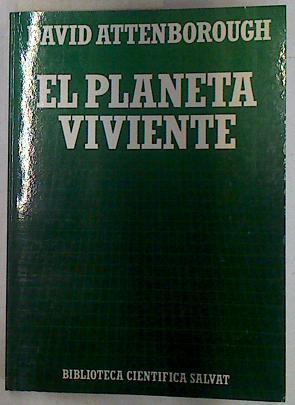 DAVID ATTENBOROUGH
EL PLANETA
VIVIENTE
BIBLIOTECA CIENTIFICA SALVAT